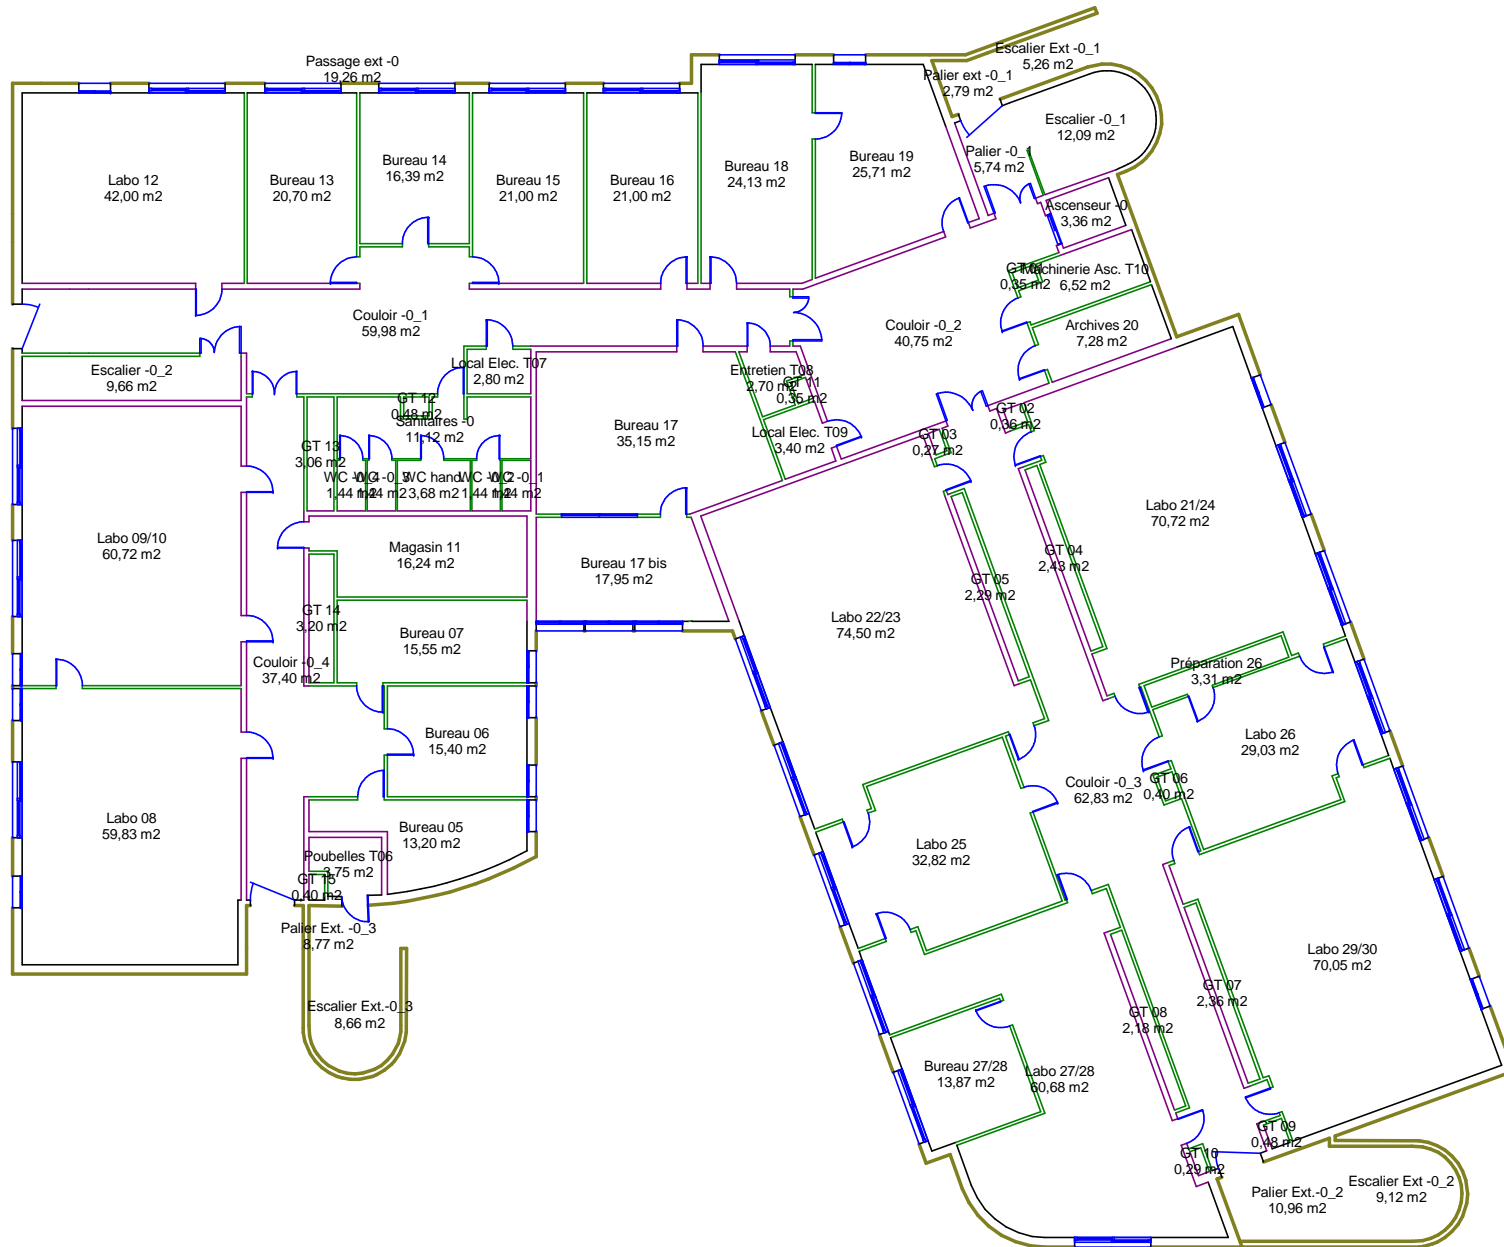 Escalier Ext -0_1
5,26 m2
Passage ext -0
19,26 m2
Palier ext -0_1
2,79 m2
Escalier -0_1
12,09 m2
Labo 12
42,00 m2
Bureau 13
20,70 m2
Bureau 14
16,39 m2
Bureau 15
21,00 m2
Bureau 16
21,00 m2
Bureau 18
24,13 m2
Bureau 19
25,71 m2
Palier -0_1
5,74 m2
Ascenseur -0
3,36 m2
Machinerie Asc. T10
6,52 m2
0,35 m2
Archives 20
7,28 m2
Couloir -0_1
59,98 m2
Couloir -0_2
40,75 m2
Escalier -0_2
9,66 m2
Local Elec. T07
2,80 m2
Entretien T08
2,70 m2
GT 11
0,35 m2
GT 12
0,48 m2
Sanitaires -0
11,12 m2
GT 13
3,06 m2
Bureau 17
35,15 m2
Local Elec. T09
3,40 m2
GT 02
0,36 m2
GT 03
0,27 m2
WC hand
3,68 m2
1,44 m2
Labo 09/10
60,72 m2
Magasin 11
16,24 m2
Bureau 17 bis
17,95 m2
Labo 21/24
70,72 m2
GT 04
2,43 m2
GT 05
2,29 m2
GT 14
3,20 m2
Bureau 07
15,55 m2
Labo 22/23
74,50 m2
Couloir -0_4
37,40 m2
Préparation 26
3,31 m2
Bureau 06
15,40 m2
Labo 26
29,03 m2
Couloir -0_3
62,83 m2
GT 06
0,40 m2
Labo 08
59,83 m2
Bureau 05
13,20 m2
Labo 25
32,82 m2
Poubelles T06
3,75 m2
GT 15
0,40 m2
Palier Ext. -0_3
8,77 m2
Labo 29/30
70,05 m2
GT 07
2,36 m2
GT 08
2,18 m2
Escalier Ext.-0_3
8,66 m2
Bureau 27/28
13,87 m2
Labo 27/28
60,68 m2
GT 09
0,48 m2
GT 10
0,29 m2
Palier Ext.-0_2
10,96 m2
Escalier Ext -0_2
9,12 m2